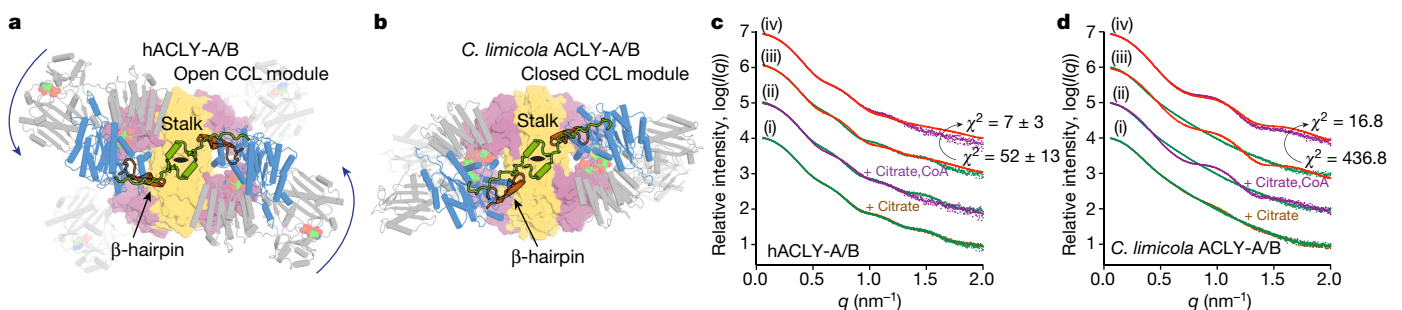 a
hACLY-A/B
Open CCL module
Stalk
β-hairpin
b
C. limicola ACLY-A/B
Closed CCL module
Stalk
β-hairpin
c
Relative intensity, log(I(q))
7
6
5
4
3
2
1
(iv)
(iii)
(ii)
(i)
χ² = 7 ± 3
χ² = 52 ± 13
+ Citrate,CoA
+ Citrate
hACLY-A/B
0.0 0.5 1.0 1.5 2.0
q (nm⁻¹)
d
Relative intensity, log(I(q))
7
6
5
4
3
2
1
(iv)
(iii)
(ii)
(i)
χ² = 16.8
χ² = 436.8
+ Citrate,CoA
+ Citrate
C. limicola ACLY-A/B
0.0 0.5 1.0 1.5 2.0
q (nm⁻¹)